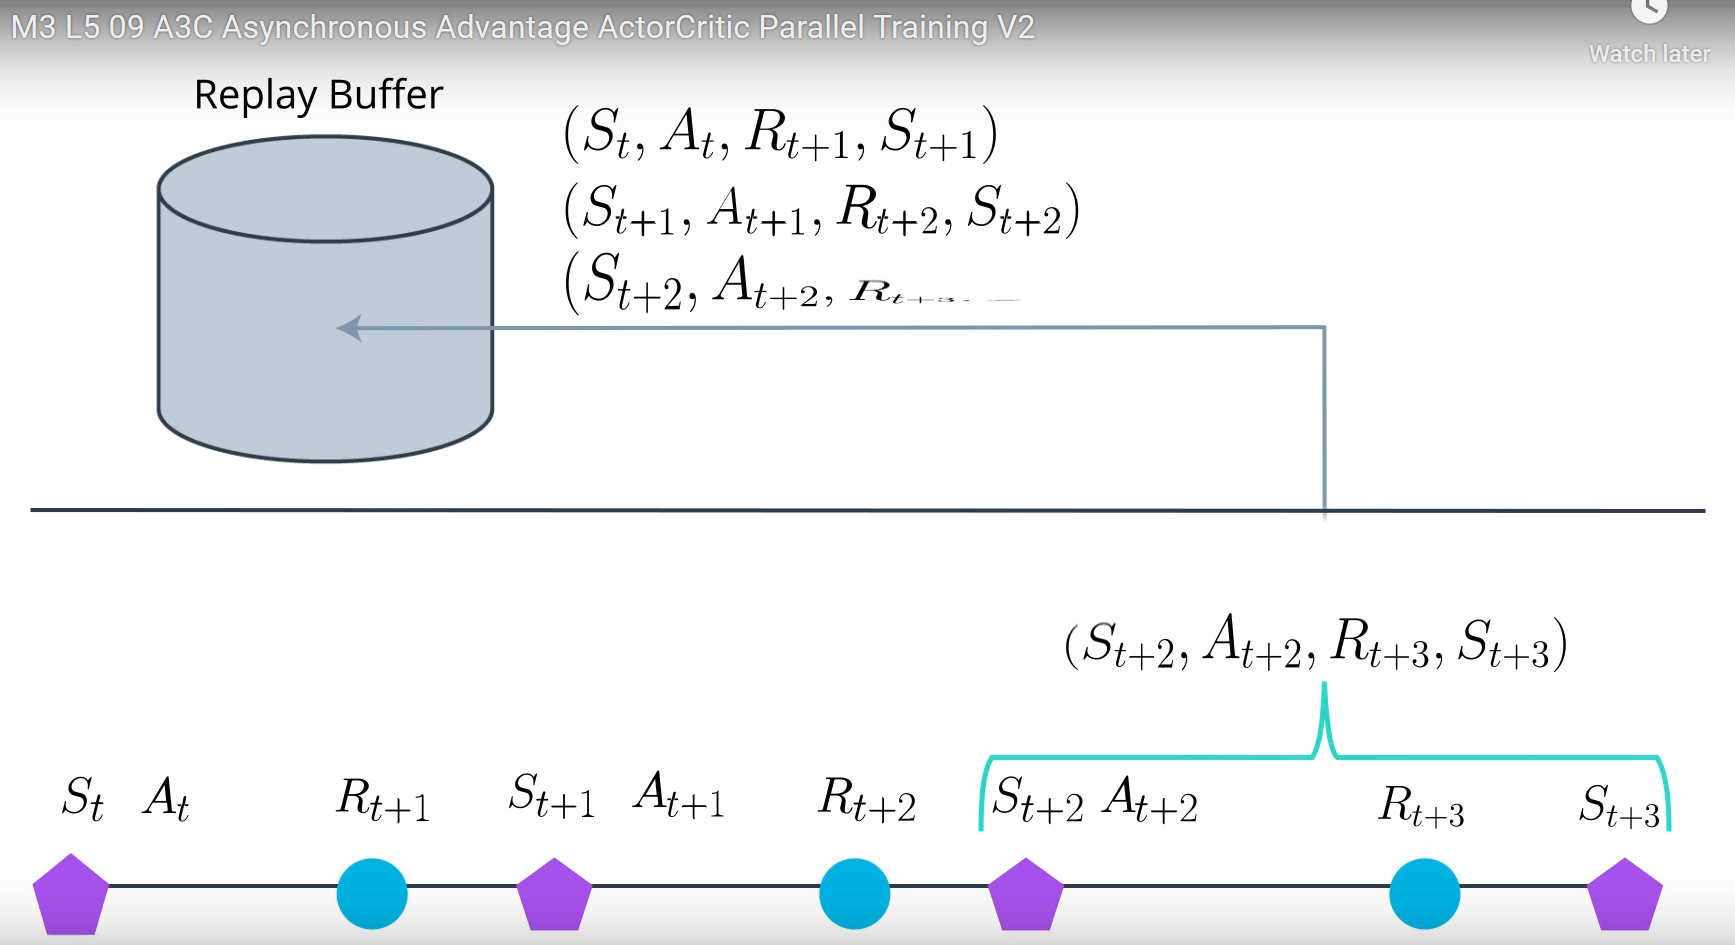 M3 L5 09 A3C Asynchronous Advantage ActorCritic Parallel Training V2
Watch later
Replay Buffer
(S_t, A_t, R_{t+1}, S_{t+1})
(S_{t+1}, A_{t+1}, R_{t+2}, S_{t+2})
(S_{t+2}, A_{t+2}, R_{t+3},
(S_{t+2}, A_{t+2}, R_{t+3}, S_{t+3})
S_t A_t R_{t+1} S_{t+1} A_{t+1} R_{t+2} S_{t+2} A_{t+2} R_{t+3} S_{t+3}